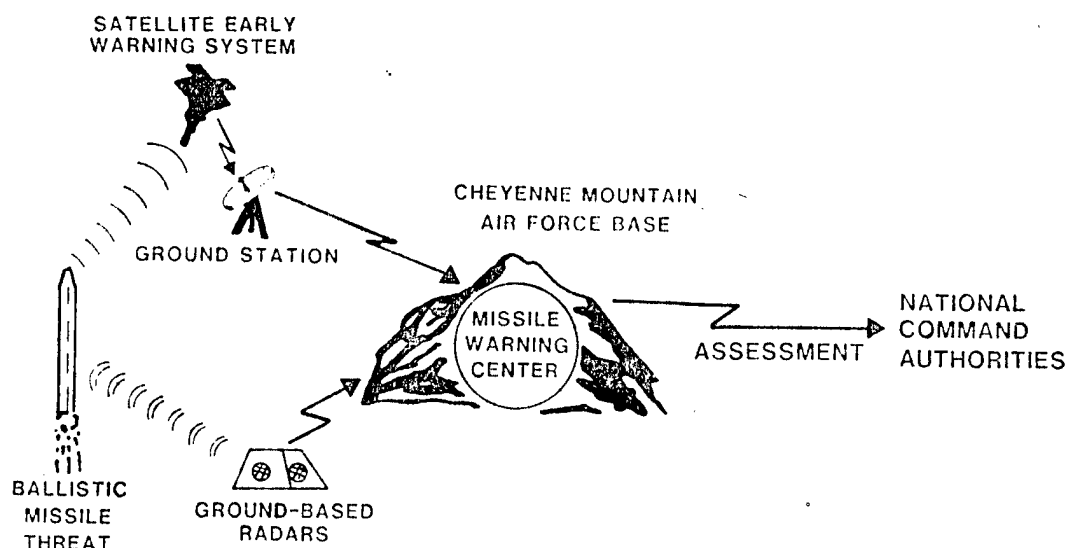 SATELLITE EARLY
WARNING SYSTEM
GROUND STATION
CHEYENNE MOUNTAIN
AIR FORCE BASE
MISSILE
WARNING
CENTER
ASSESSMENT
NATIONAL
COMMAND
AUTHORITIES
BALLISTIC
MISSILE
THREAT
GROUND-BASED
RADARS